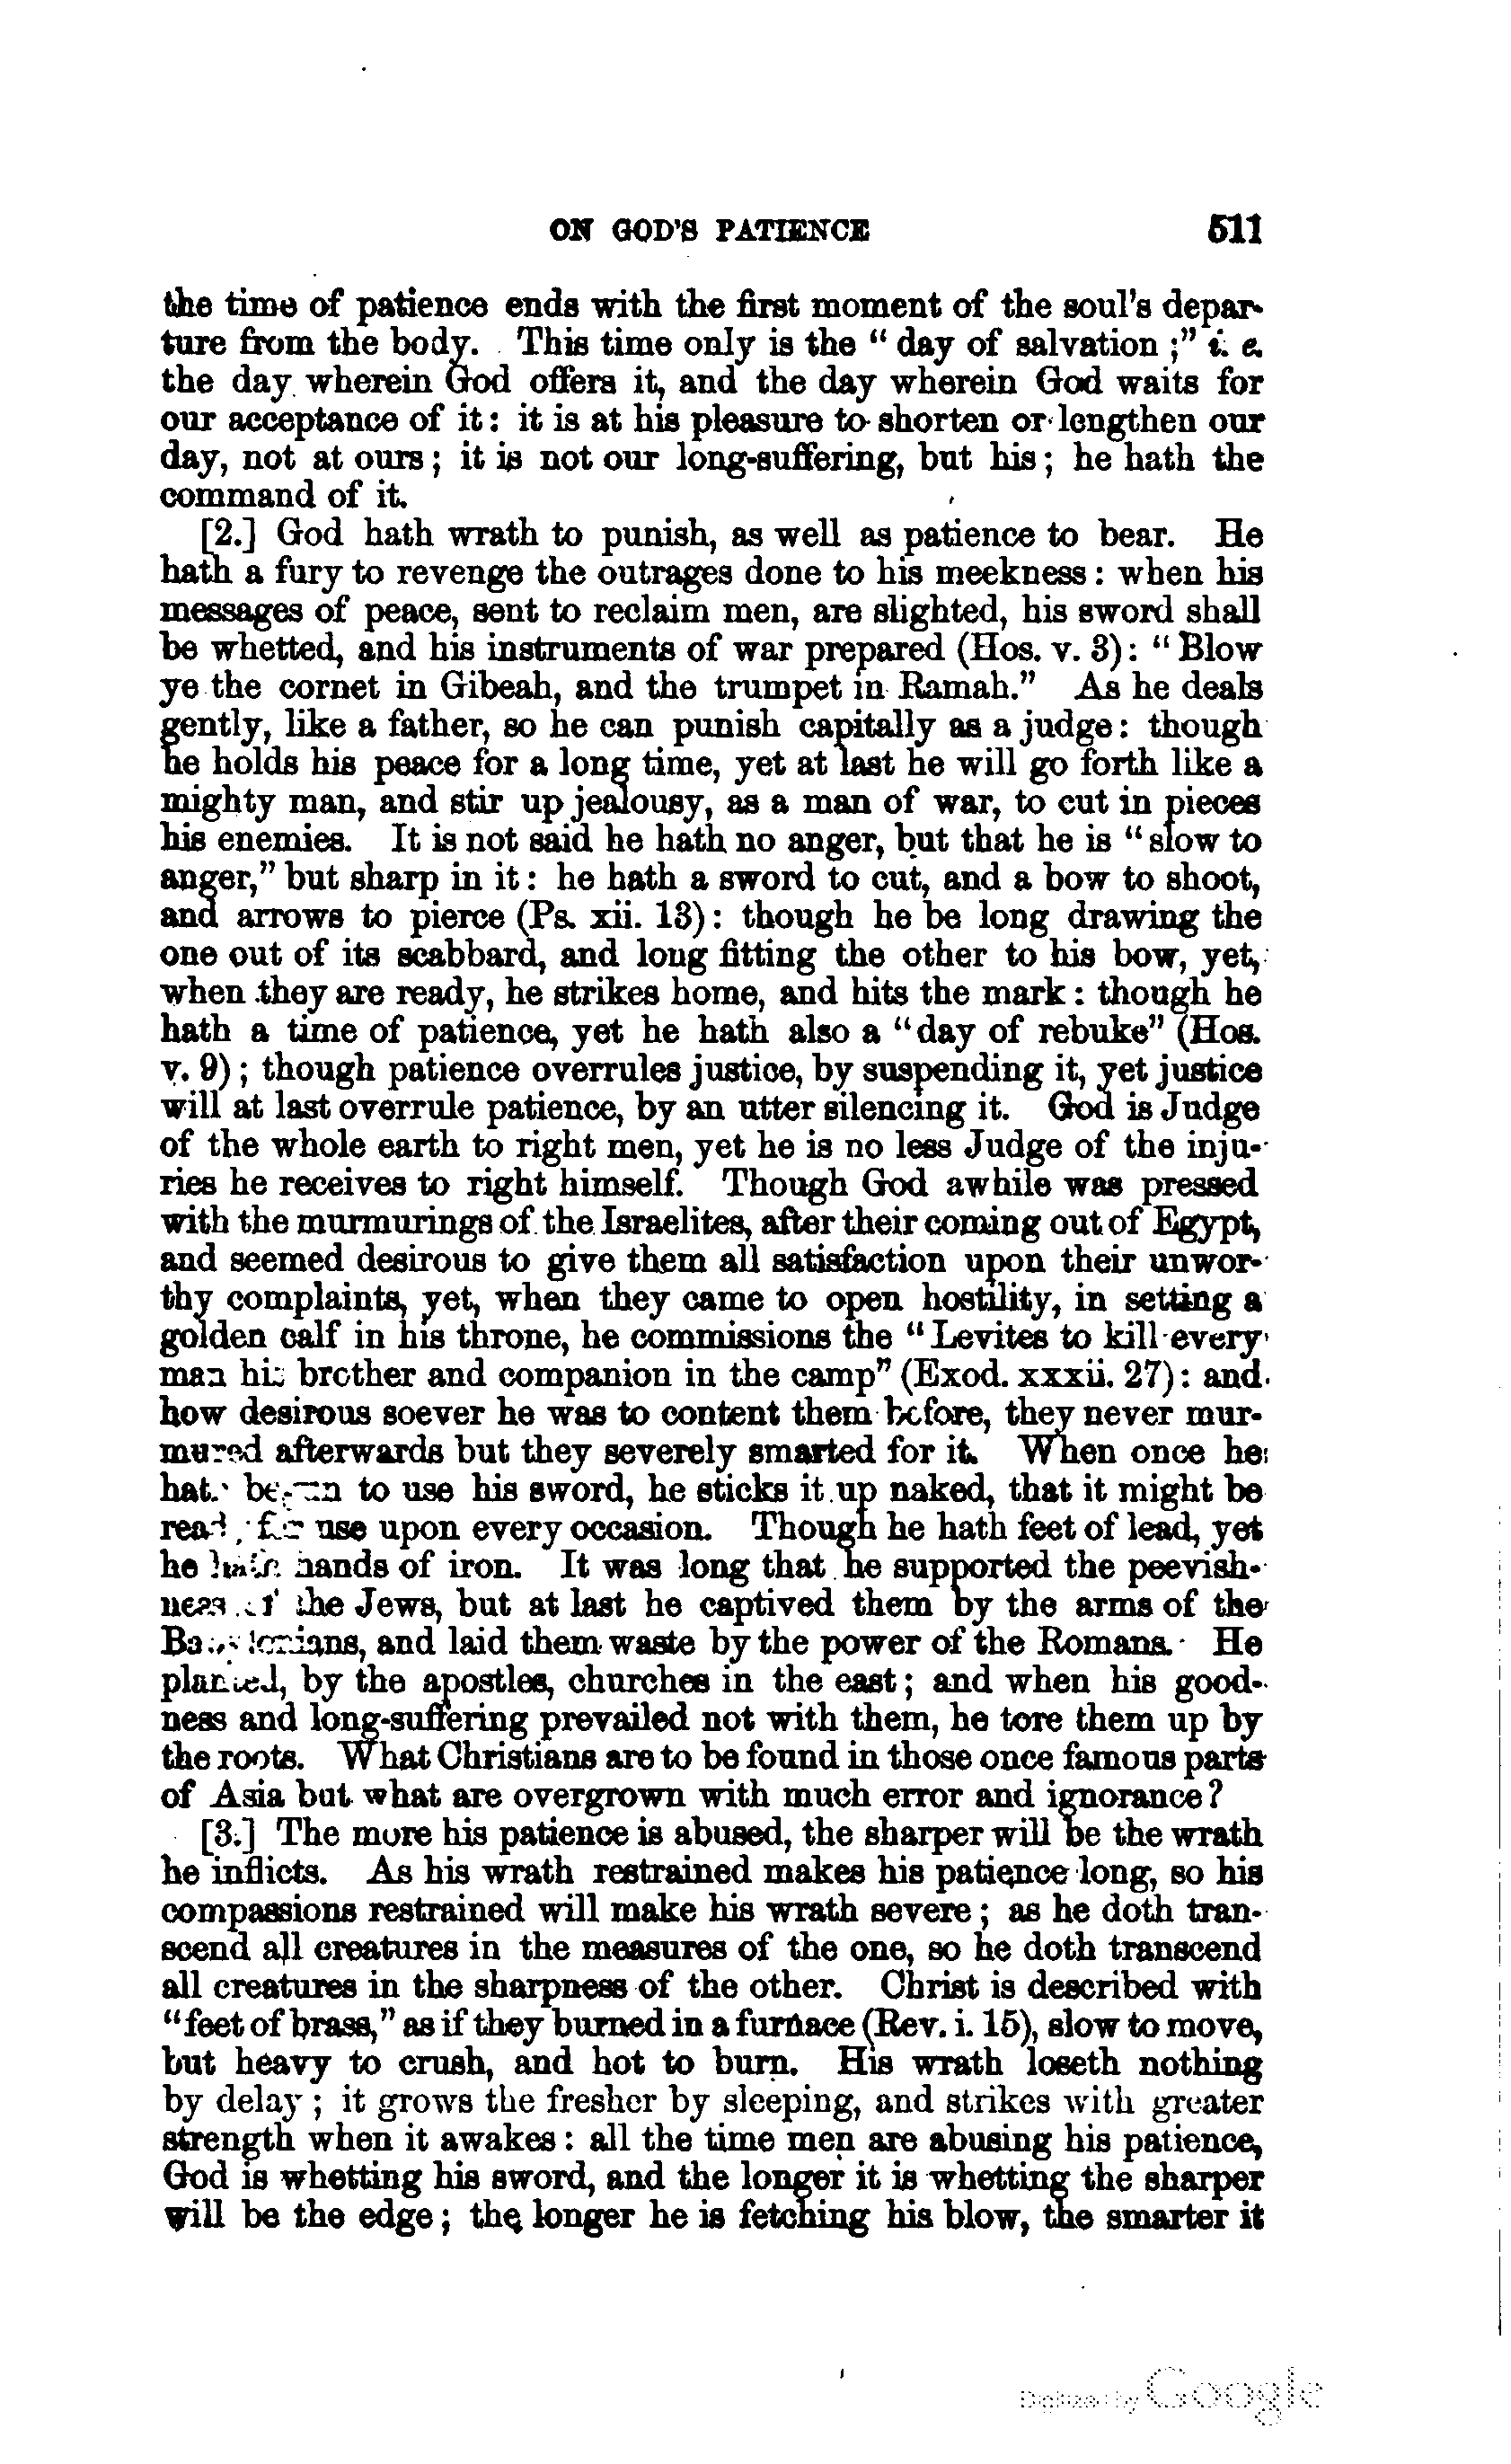 ON GOD'S PATIENCE 511
the time of patience ends with the first moment of the soul's depar-
ture from the body. This time only is the "day of salvation;" i. e.
the day wherein God offers it, and the day wherein God waits for
our acceptance of it: it is at his pleasure to shorten or lengthen our
day, not at ours; it is not our long-suffering, but his; he hath the
command of it.
[2.] God hath wrath to punish, as well as patience to bear. He
hath a fury to revenge the outrages done to his meekness: when his
messages of peace, sent to reclaim men, are slighted, his sword shall
be whetted, and his instruments of war prepared (Hos. v. 3): "Blow
ye the cornet in Gibeah, and the trumpet in Ramah." As he deals
gently, like a father, so he can punish capitally as a judge: though
he holds his peace for a long time, yet at last he will go forth like a
mighty man, and stir up jealousy, as a man of war, to cut in pieces
his enemies. It is not said he hath no anger, but that he is "slow to
anger," but sharp in it: he hath a sword to cut, and a bow to shoot,
and arrows to pierce (Ps. xii. 13): though he be long drawing the
one out of its scabbard, and long fitting the other to his bow, yet,
when they are ready, he strikes home, and hits the mark: though he
hath a time of patience, yet he hath also a "day of rebuke" (Hos.
v. 9); though patience overrules justice, by suspending it, yet justice
will at last overrule patience, by an utter silencing it. God is Judge
of the whole earth to right men, yet he is no less Judge of the inju-
ries he receives to right himself. Though God awhile was pressed
with the murmurings of the Israelites, after their coming out of Egypt,
and seemed desirous to give them all satisfaction upon their unwor-
thy complaints, yet, when they came to open hostility, in setting a
golden calf in his throne, he commissions the "Levites to kill every
man his brother and companion in the camp" (Exod. xxxii. 27): and
how desirous soever he was to content them before, they never mur-
mured afterwards but they severely smarted for it. When once he
hath begun to use his sword, he sticks it up naked, that it might be
ready for use upon every occasion. Though he hath feet of lead, yet
he hath hands of iron. It was long that he supported the peevish-
ness of the Jews, but at last he captived them by the arms of the
Babylonians, and laid them waste by the power of the Romans. He
planted, by the apostles, churches in the east; and when his good-
ness and long-suffering prevailed not with them, he tore them up by
the roots. What Christians are to be found in those once famous parts
of Asia but what are overgrown with much error and ignorance?
[3.] The more his patience is abused, the sharper will be the wrath
he inflicts. As his wrath restrained makes his patience long, so his
compassions restrained will make his wrath severe; as he doth tran-
scend all creatures in the measures of the one, so he doth transcend
all creatures in the sharpness of the other. Christ is described with
"feet of brass," as if they burned in a furnace (Rev. i. 15), slow to move,
but heavy to crush, and hot to burn. His wrath loseth nothing
by delay; it grows the fresher by sleeping, and strikes with greater
strength when it awakes: all the time men are abusing his patience,
God is whetting his sword, and the longer it is whetting the sharper
will be the edge; the longer he is fetching his blow, the smarter it
Digitized by Google